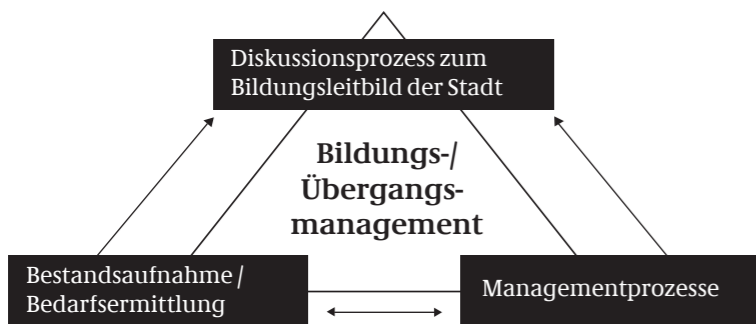 Diskussionsprozess zum
Bildungsleitbild der Stadt
Bildungs-/
Übergangs-
management
Bestandsaufnahme /
Bedarfsermittlung
Managementprozesse